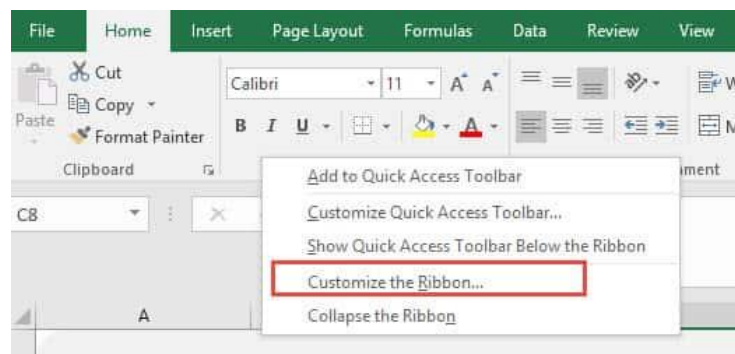 File Home Insert Page Layout Formulas Data Review View
Cut
Calibri 11 A A
Copy
Paste
Format Painter
B I U A
Clipboard
Add to Quick Access Toolbar
C8
Customize Quick Access Toolbar...
Show Quick Access Toolbar Below the Ribbon
Customize the Ribbon...
A
Collapse the Ribbon